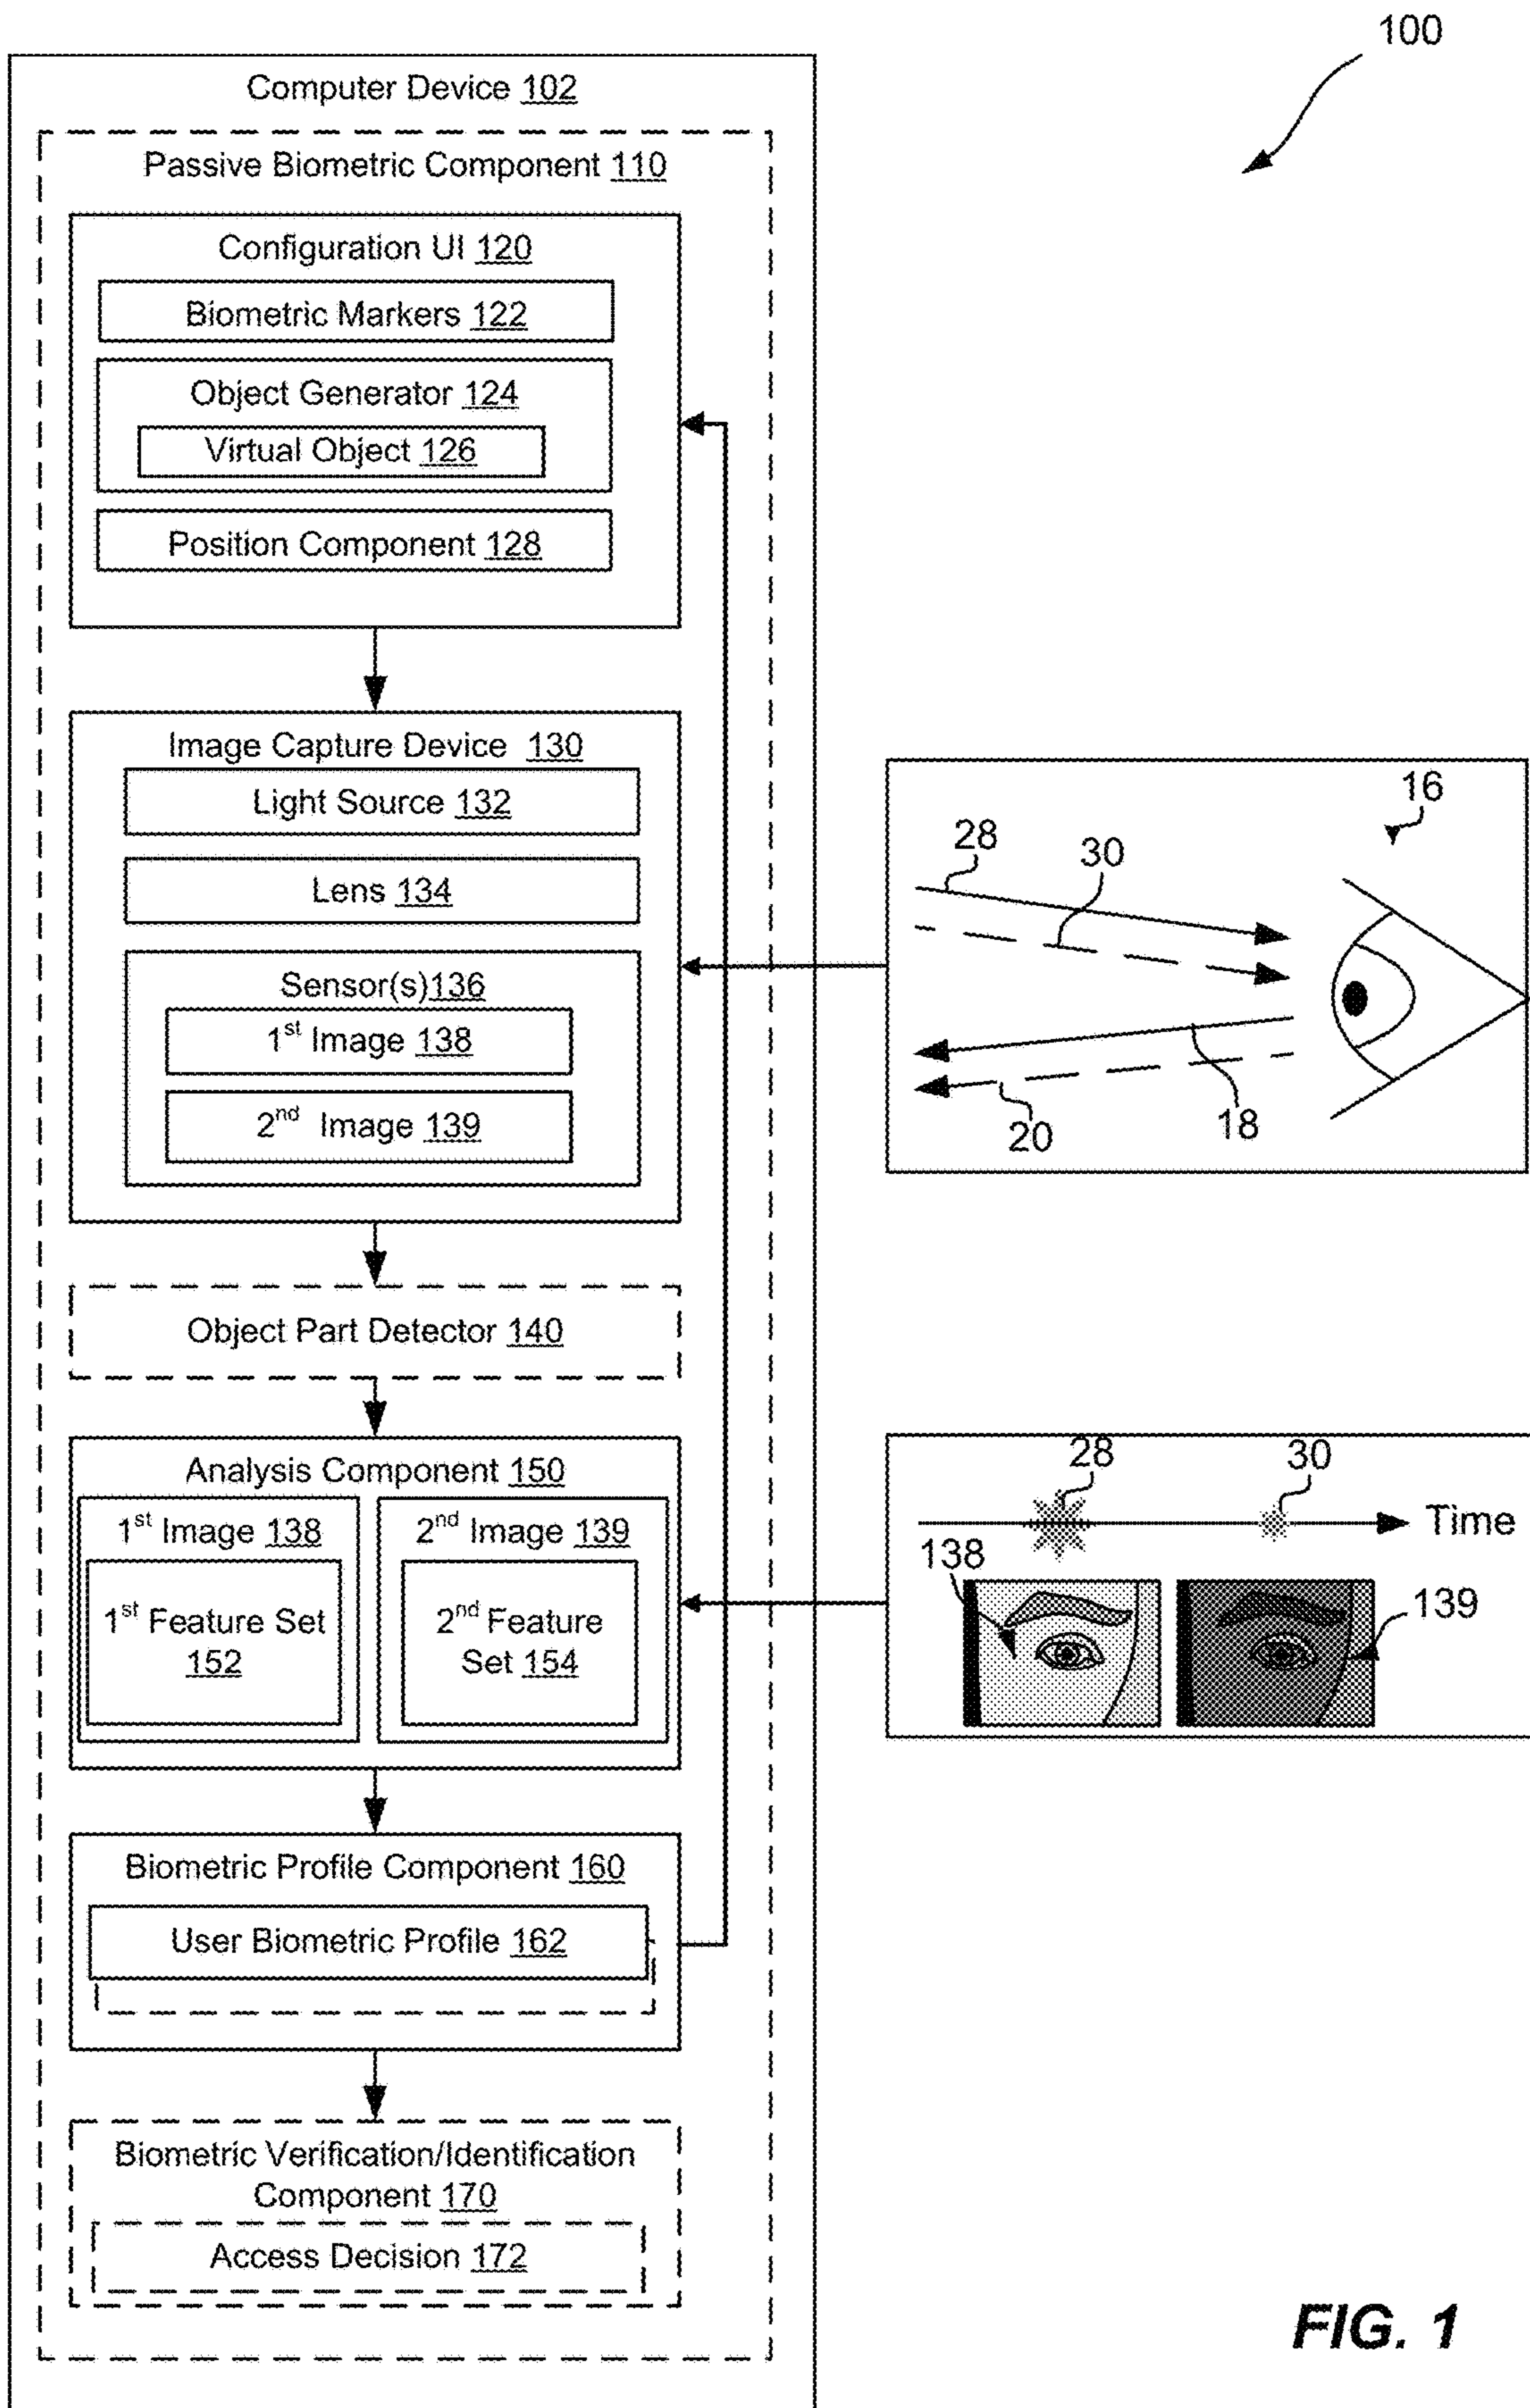 100
Computer Device 102
Passive Biometric Component 110
Configuration UI 120
Biometric Markers 122
Object Generator 124
Virtual Object 126
Position Component 128
Image Capture Device 130
Light Source 132
Lens 134
Sensor(s)136
1st Image 138
2nd Image 139
16
28
30
18
20
Object Part Detector 140
Analysis Component 150
1st Image 138
1st Feature Set
152
2nd Image 139
2nd Feature
Set 154
28
30
Time
138
139
Biometric Profile Component 160
User Biometric Profile 162
Biometric Verification/Identification
Component 170
Access Decision 172
FIG. 1